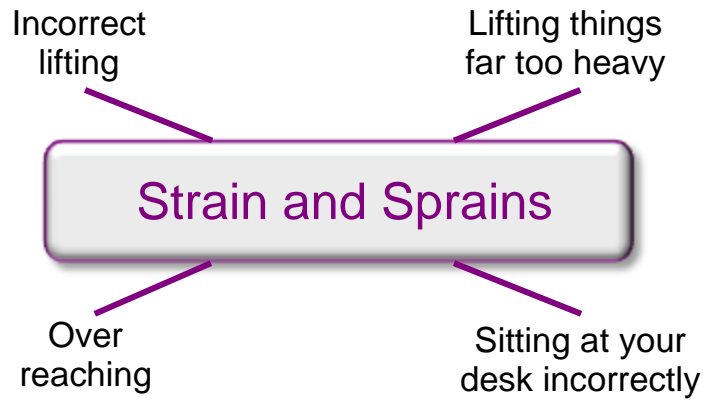 Incorrect
lifting
Lifting things
far too heavy
Strain and Sprains
Over
reaching
Sitting at your
desk incorrectly